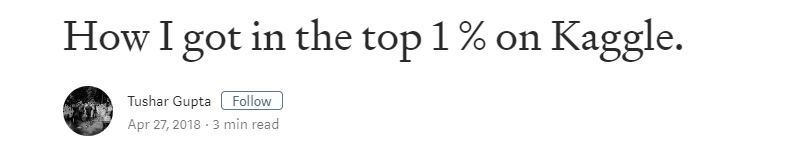 How I got in the top 1 % on Kaggle.
Tushar Gupta Follow
Apr 27, 2018 · 3 min read